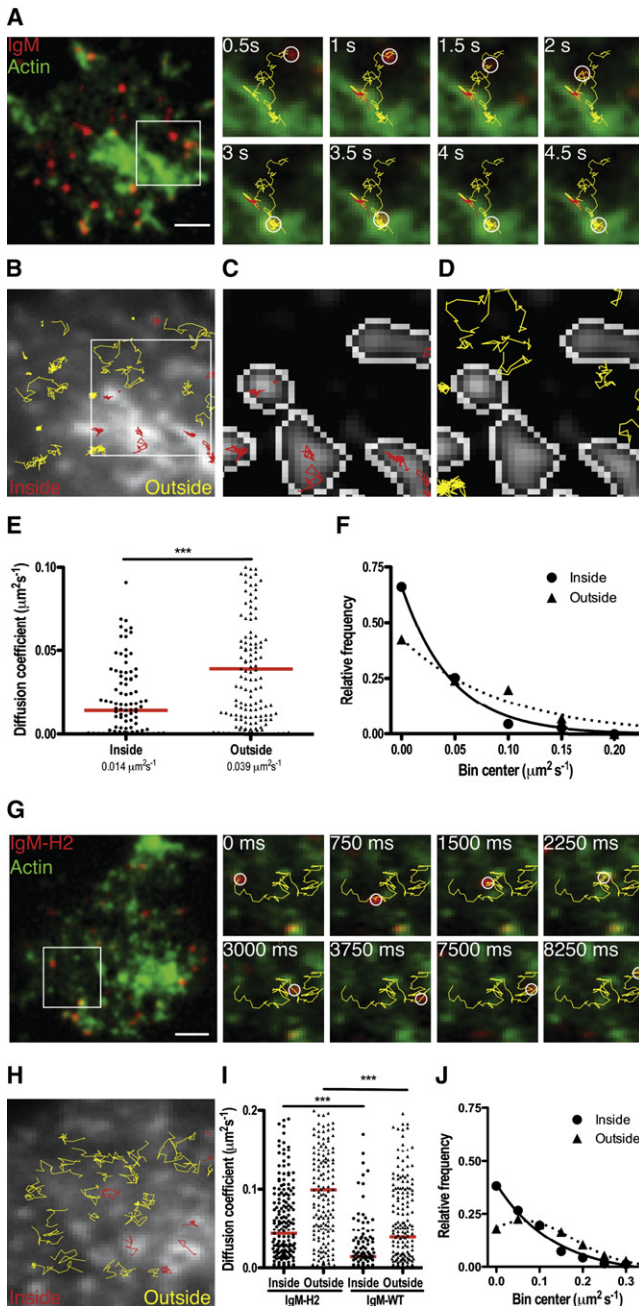 A
IgM
Actin
0.5s
1 s
1.5 s
2 s
3 s
3.5 s
4 s
4.5 s
B
C
D
Inside
Outside
E
Diffusion coefficient (μm²s⁻¹)
0.10
0.05
0.00
***
Inside
0.014 μm²s⁻¹
Outside
0.039 μm²s⁻¹
F
Relative frequency
0.75
0.50
0.25
0.00
Inside
Outside
0.00 0.05 0.10 0.15 0.20
Bin center (μm² s⁻¹)
G
IgM-H2
Actin
0 ms
750 ms
1500 ms
2250 ms
3000 ms
3750 ms
7500 ms
8250 ms
H
Inside
Outside
I
Diffusion coefficient (μm²s⁻¹)
0.2
0.1
0.0
***
***
Inside Outside Inside Outside
IgM-H2 IgM-WT
J
Relative frequency
0.75
0.50
0.25
0.00
Inside
Outside
0.0 0.1 0.2 0.3
Bin center (μm² s⁻¹)